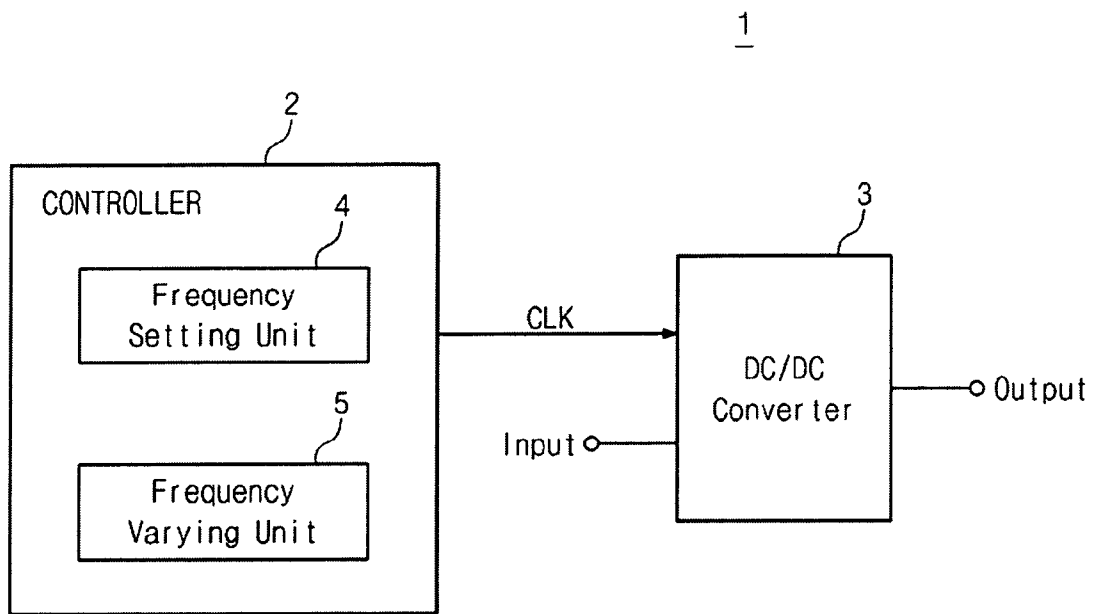 1
2
CONTROLLER
4
Frequency
Setting Unit
5
Frequency
Varying Unit
CLK
3
DC/DC
Converter
Input
Output